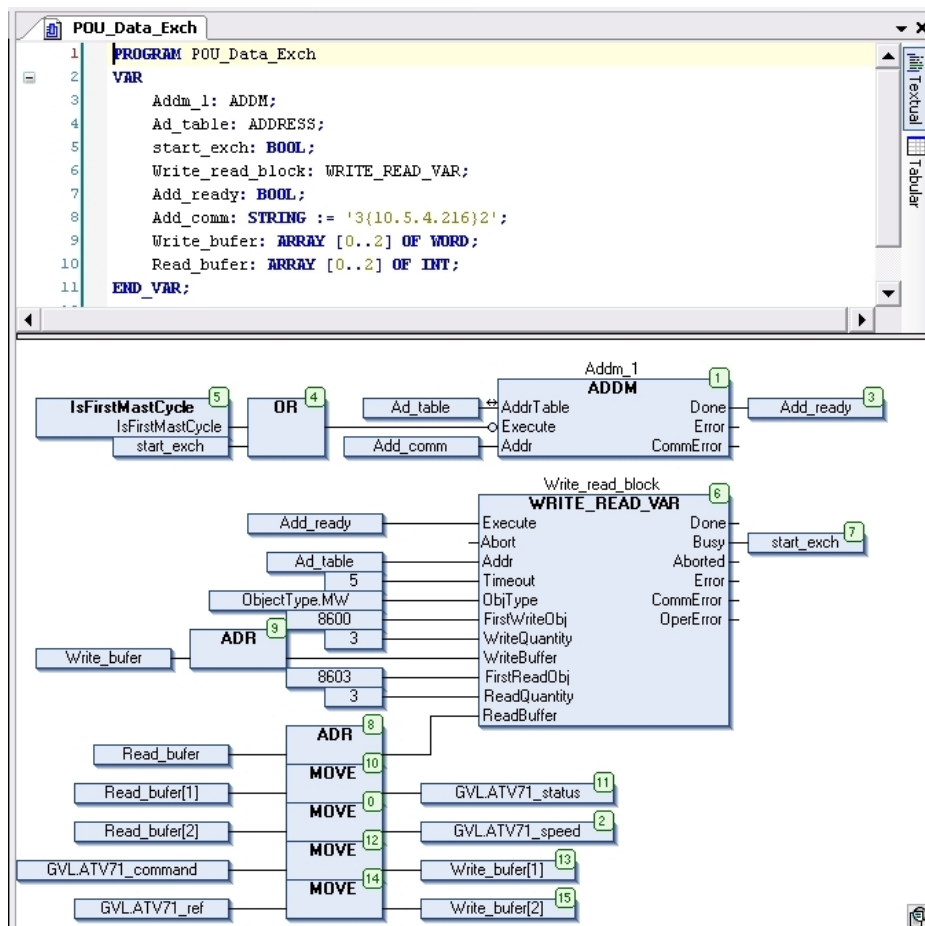 POU_Data_Exch
1 PROGRAM POU_Data_Exch
2 VAR
3 Addm_1: ADDM;
4 Ad_table: ADDRESS;
5 start_exch: BOOL;
6 Write_read_block: WRITE_READ_VAR;
7 Add_ready: BOOL;
8 Add_comm: STRING := '3{10.5.4.216}2';
9 Write_bufer: ARRAY [0..2] OF WORD;
10 Read_bufer: ARRAY [0..2] OF INT;
11 END_VAR;
Textual
Tabular
Addm_1
ADDM 1
IsFirstMastCycle 5
IsFirstMastCycle
start_exch
OR 4
Ad_table
Add_comm
AddrTable
Execute
Addr
Done
Error
CommError
Add_ready 3
Write_read_block
WRITE_READ_VAR 6
Add_ready
Execute
Done
Abort
Busy
start_exch 7
Ad_table
Addr
Aborted
5
Timeout
Error
ObjectType.MW
ObjType
CommError
8600
FirstWriteObj
OperError
3
WriteQuantity
ADR 9
Write_bufer
WriteBuffer
8603
FirstReadObj
3
ReadQuantity
ReadBuffer
ADR 8
Read_bufer
MOVE 10
Read_bufer[1]
GVL.ATV71_status 11
MOVE 0
Read_bufer[2]
GVL.ATV71_speed 2
MOVE 12
GVL.ATV71_command
Write_bufer[1] 13
MOVE 14
GVL.ATV71_ref
Write_bufer[2] 15